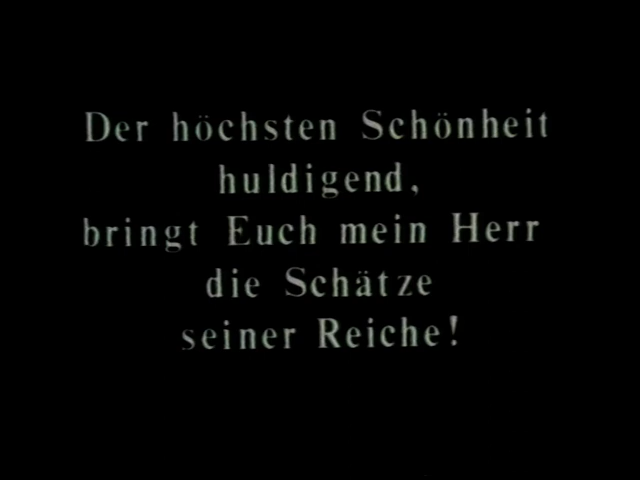 Der höchsten Schönheit
huldigend,
bringt Euch mein Herr
die Schätze
seiner Reiche!